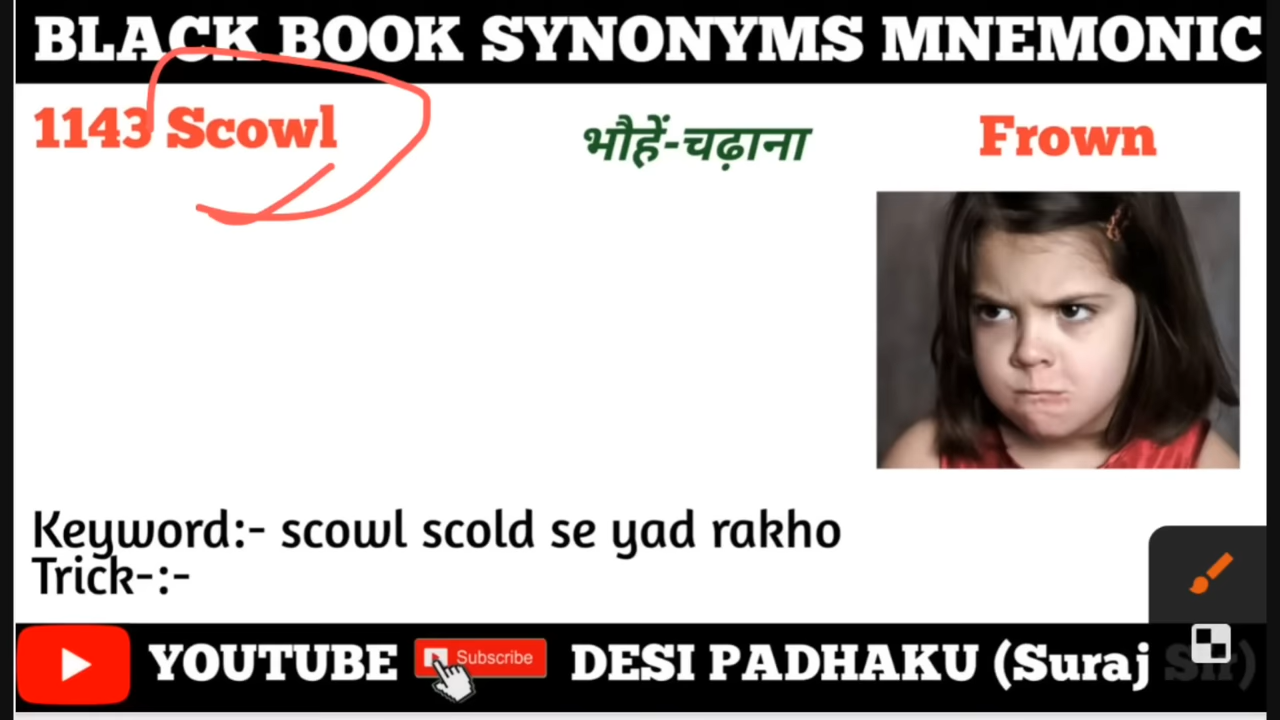 BLACK BOOK SYNONYMS MNEMONIC
1143 Scowl भौहें-चढ़ाना Frown
Keyword:- scowl scold se yad rakho
Trick-:-
YOUTUBE Subscribe DESI PADHAKU (Suraj Sir)